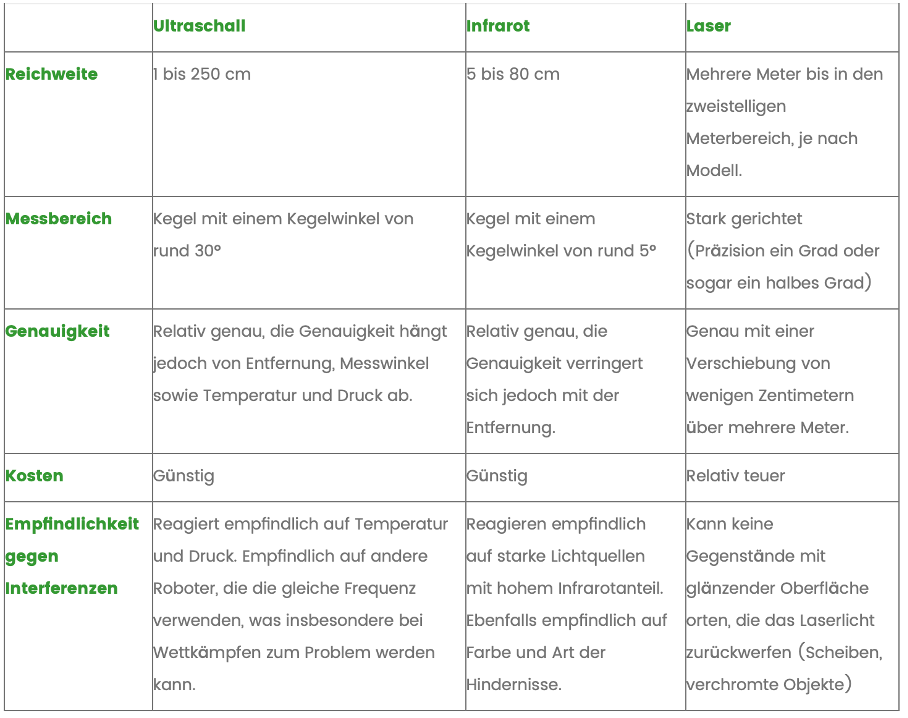 Ultraschall
Infrarot
Laser
Reichweite
1 bis 250 cm
5 bis 80 cm
Mehrere Meter bis in den
zweistelligen
Meterbereich, je nach
Modell.
Messbereich
Kegel mit einem Kegelwinkel von
rund 30°
Kegel mit einem
Kegelwinkel von rund 5°
Stark gerichtet
(Präzision ein Grad oder
sogar ein halbes Grad)
Genauigkeit
Relativ genau, die Genauigkeit hängt
jedoch von Entfernung, Messwinkel
sowie Temperatur und Druck ab.
Relativ genau, die
Genauigkeit verringert
sich jedoch mit der
Entfernung.
Genau mit einer
Verschiebung von
wenigen Zentimetern
über mehrere Meter.
Kosten
Günstig
Günstig
Relativ teuer
Empfindlichkeit
gegen
Interferenzen
Reagiert empfindlich auf Temperatur
und Druck. Empfindlich auf andere
Roboter, die die gleiche Frequenz
verwenden, was insbesondere bei
Wettkämpfen zum Problem werden
kann.
Reagieren empfindlich
auf starke Lichtquellen
mit hohem Infrarotanteil.
Ebenfalls empfindlich auf
Farbe und Art der
Hindernisse.
Kann keine
Gegenstände mit
glänzender Oberfläche
orten, die das Laserlicht
zurückwerfen (Scheiben,
verchromte Objekte)